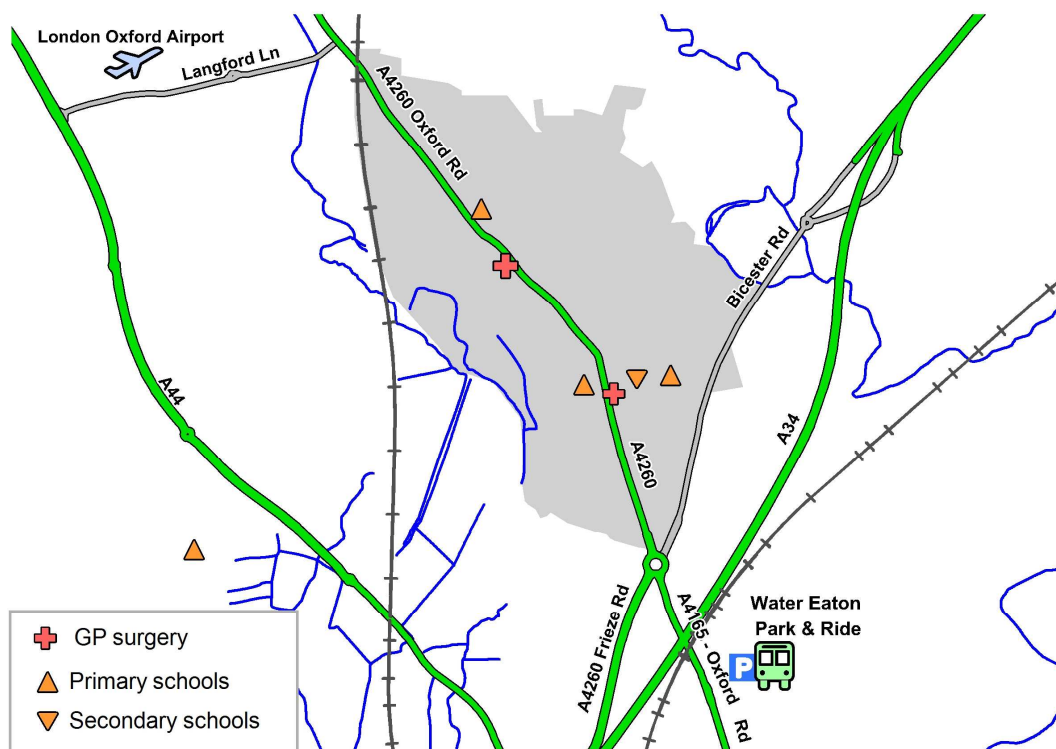 London Oxford Airport
Langford Ln
A4260 Oxford Rd
Bicester Rd
A44
A34
A4260
A4260 Frieze Rd
A4165 - Oxford Rd
Water Eaton
Park & Ride
P
GP surgery
Primary schools
Secondary schools